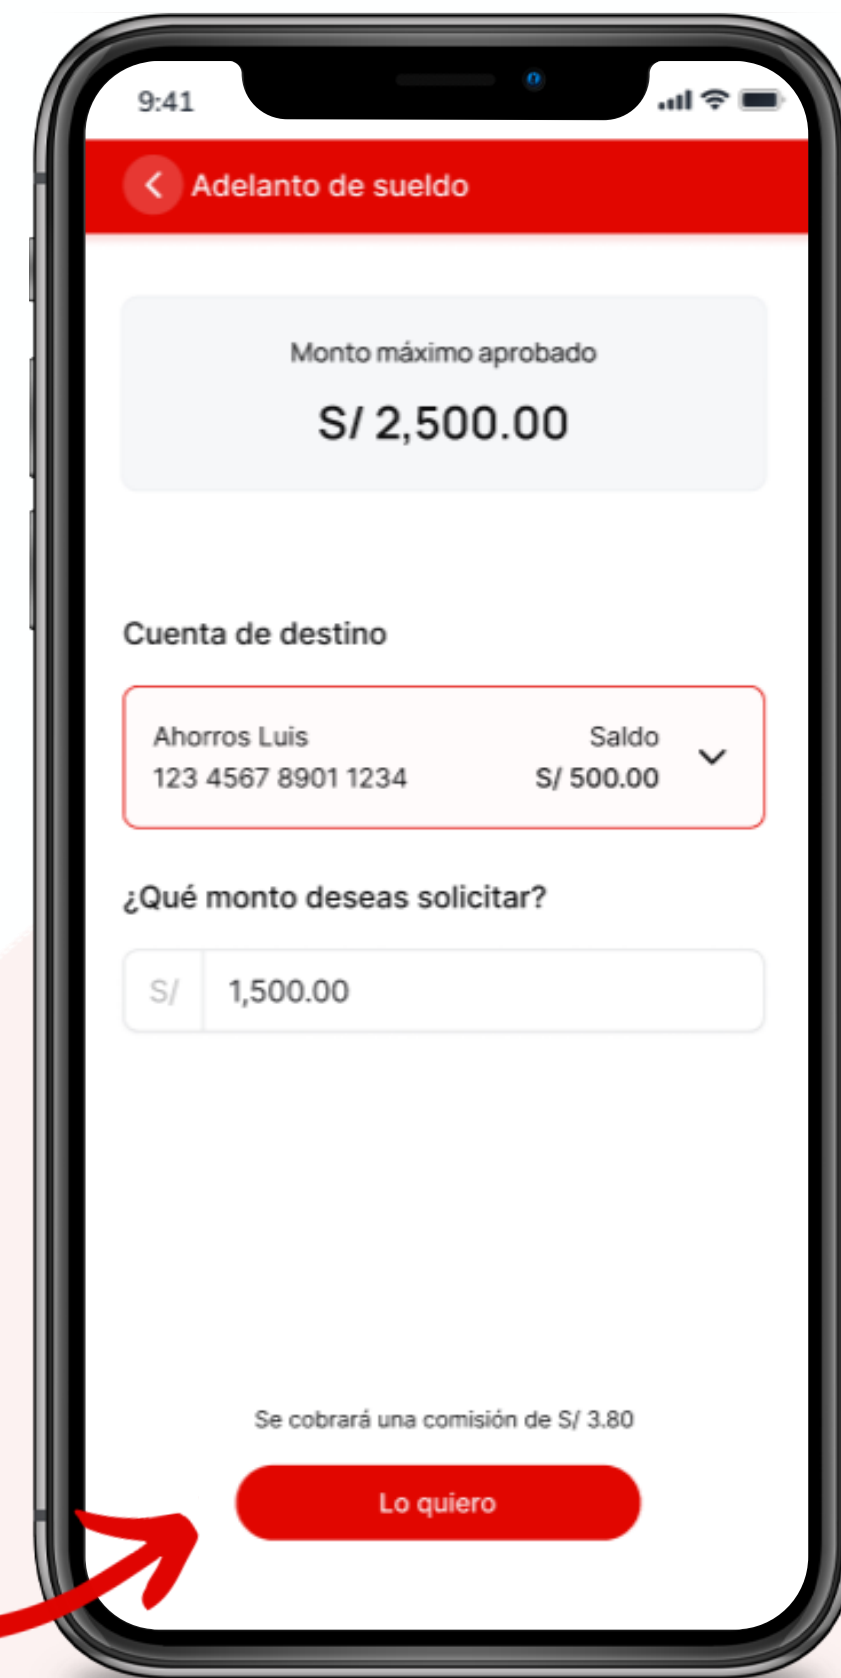 9:41
Adelanto de sueldo
Monto máximo aprobado
S/ 2,500.00
Cuenta de destino
Ahorros Luis Saldo
123 4567 8901 1234 S/ 500.00
¿Qué monto deseas solicitar?
S/ 1,500.00
Se cobrará una comisión de S/ 3.80
Lo quiero